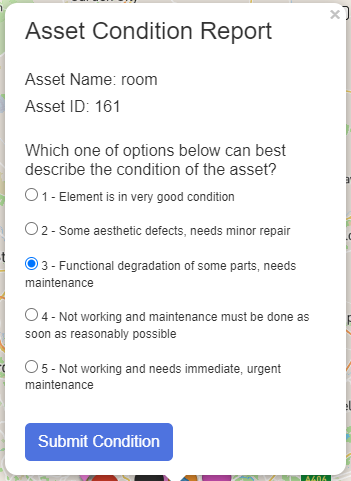 ×
Asset Condition Report
Asset Name: room
Asset ID: 161
Which one of options below can best
describe the condition of the asset?
1 - Element is in very good condition
2 - Some aesthetic defects, needs minor repair
3 - Functional degradation of some parts, needs
maintenance
4 - Not working and maintenance must be done as
soon as reasonably possible
5 - Not working and needs immediate, urgent
maintenance
Submit Condition
A406